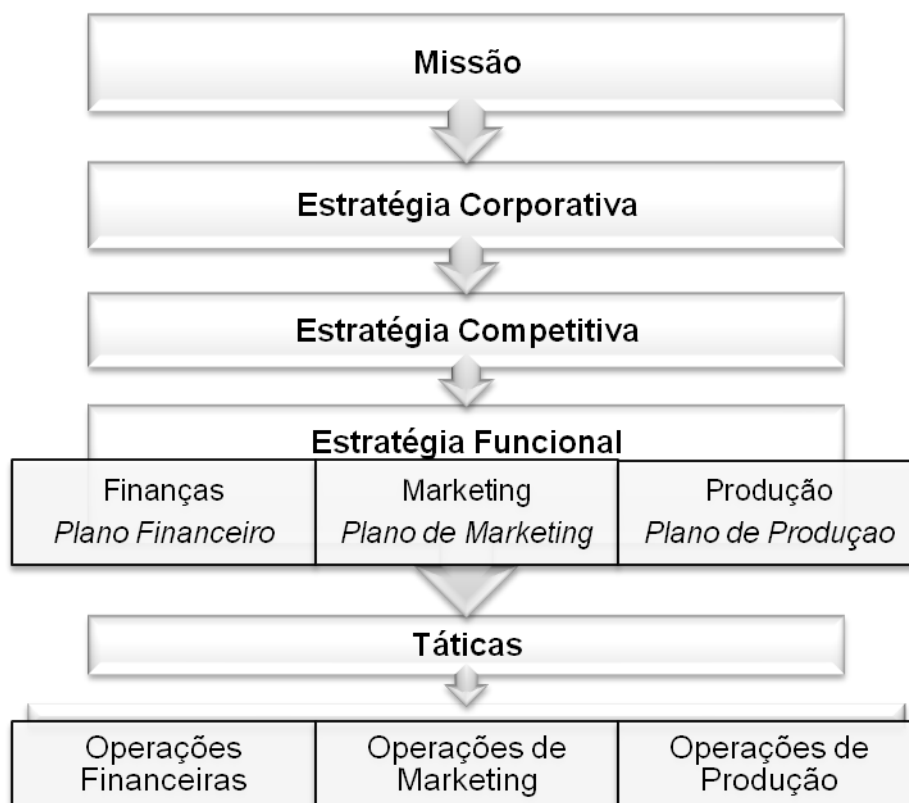 Missão
Estratégia Corporativa
Estratégia Competitiva
Estratégia Funcional
Finanças
Plano Financeiro
Marketing
Plano de Marketing
Produção
Plano de Produçao
Táticas
Operações
Financeiras
Operações de
Marketing
Operações de
Produção